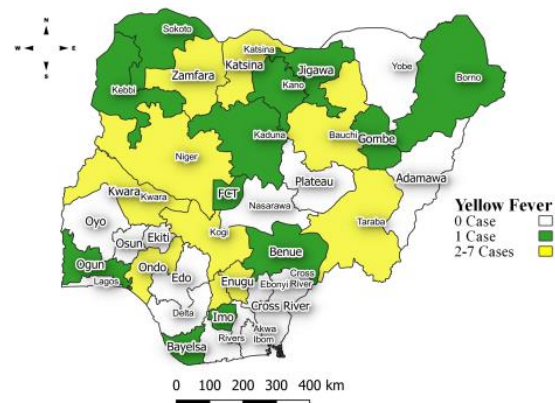 N
W E
S
Sokoto
Katsina
Katsina
Zamfara
Kebbi
Jigawa
Kano
Yobe
Borno
Kaduna
Bauchi
Gombe
Niger
Adamawa
FCT
Plateau
Kwara
Kwara
Nasarawa
Taraba
Oyo
Kogi
Osun
Ekiti
Benue
Ogun
Ondo
Edo
Enugu
Ebonyi
Cross
River
Lagos
Cross River
Delta
Imo
Akwa
Ibom
Rivers
Bayelsa
Yellow Fever
0 Case
1 Case
2-7 Cases
0 100 200 300 400 km